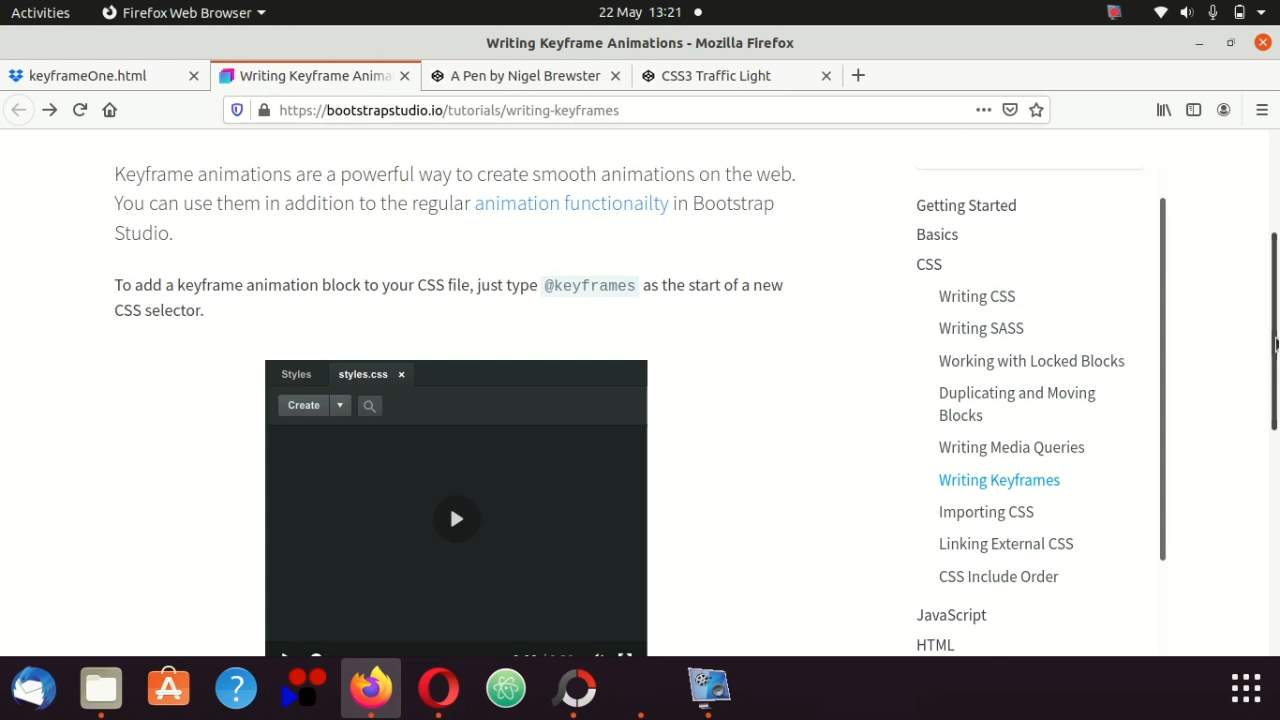 Activities
Firefox Web Browser
22 May 13:21
Writing Keyframe Animations - Mozilla Firefox
keyframeOne.html
Writing Keyframe Anima
A Pen by Nigel Brewster
CSS3 Traffic Light
https://bootstrapstudio.io/tutorials/writing-keyframes
Keyframe animations are a powerful way to create smooth animations on the web.
You can use them in addition to the regular animation functionailty in Bootstrap
Studio.
To add a keyframe animation block to your CSS file, just type @keyframes as the start of a new
CSS selector.
Styles
styles.css
Create
Getting Started
Basics
CSS
Writing CSS
Writing SASS
Working with Locked Blocks
Duplicating and Moving
Blocks
Writing Media Queries
Writing Keyframes
Importing CSS
Linking External CSS
CSS Include Order
JavaScript
HTML